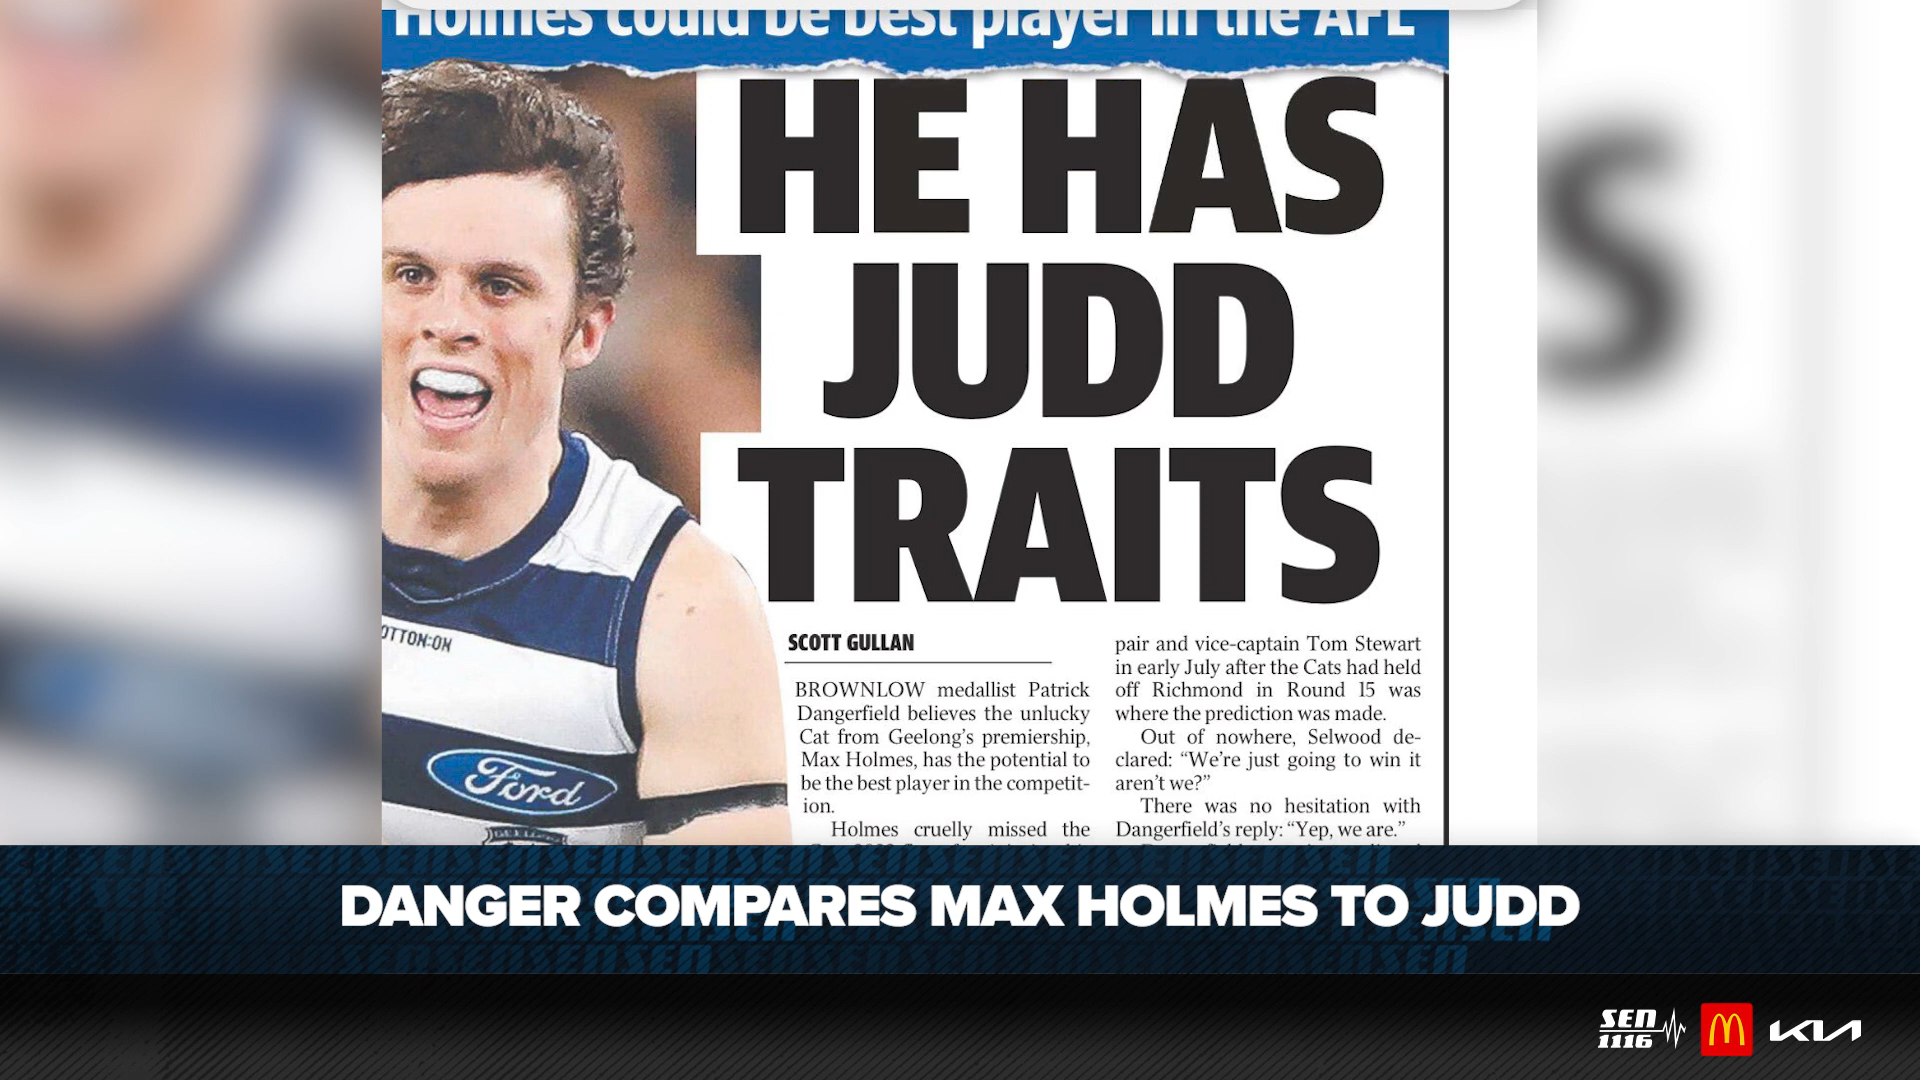 Holmes could be best player in the AFL
HE HAS
JUDD
TRAITS
SCOTT GULLAN
BROWNLOW medallist Patrick
Dangerfield believes the unlucky
Cat from Geelong's premiership,
Max Holmes, has the potential to
be the best player in the competit-
ion.
Holmes cruelly missed the
pair and vice-captain Tom Stewart
in early July after the Cats had held
off Richmond in Round 15 was
where the prediction was made.
Out of nowhere, Selwood de-
clared: “We're just going to win it
aren't we?”
There was no hesitation with
Dangerfield's reply: “Yep, we are.”
OTTON:ON
Ford
DANGER COMPARES MAX HOLMES TO JUDD
SEN
1116
KIA